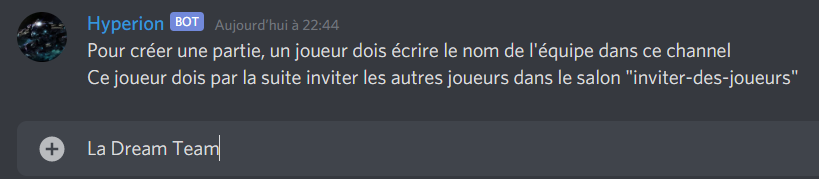 Hyperion BOT Aujourd'hui à 22:44
Pour créer une partie, un joueur dois écrire le nom de l'équipe dans ce channel
Ce joueur dois par la suite inviter les autres joueurs dans le salon "inviter-des-joueurs"
La Dream Team